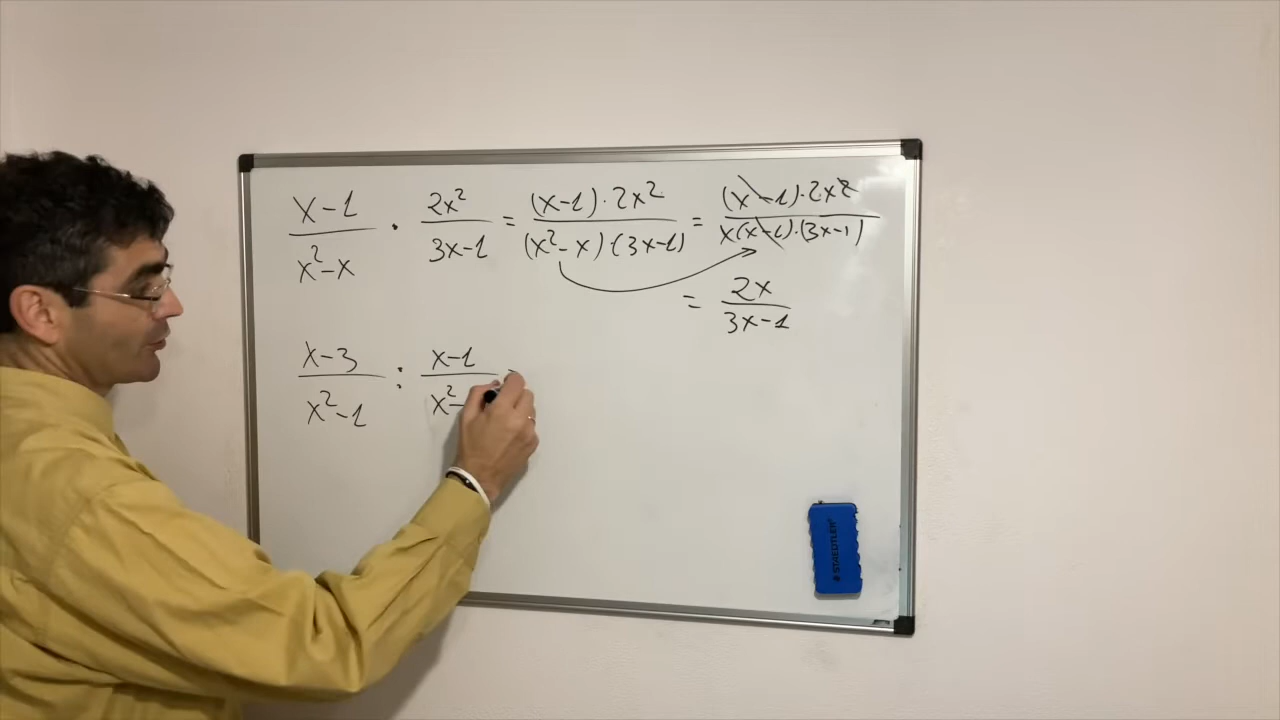 (x-1)/(x²-x) · 2x²/(3x-1) = ((x-1)·2x²)/((x²-x)·(3x-1)) = ((x-1)·2x²)/(x(x-1)·(3x-1))
= 2x/(3x-1)
(x-3)/(x²-1) : (x-1)/(x²-
STAEDTLER